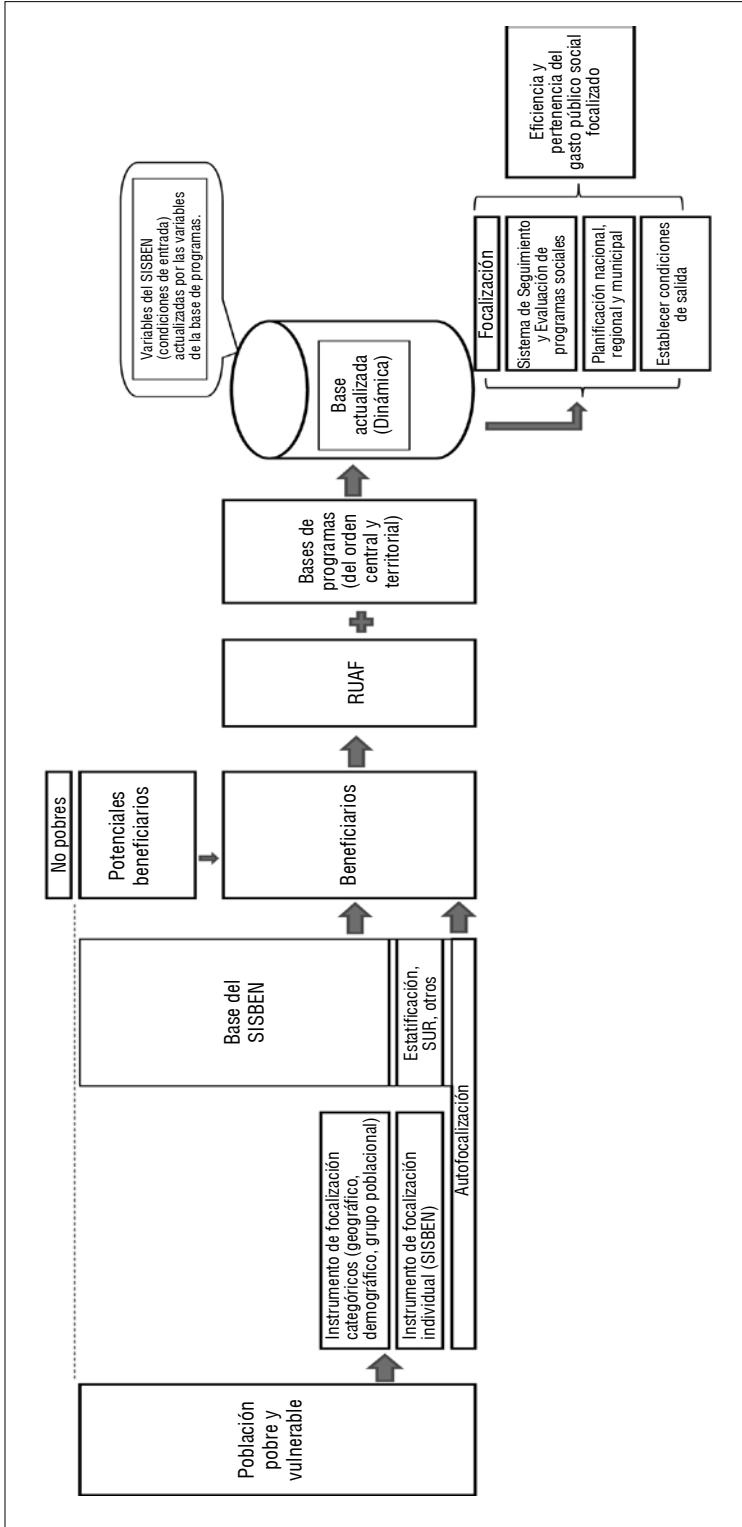 Población
pobre y
vulnerable
Instrumento de focalización
categóricos (geográfico,
demográfico, grupo poblacional)
Instrumento de focalización
individual (SISBEN)
Autofocalización
Base del
SISBEN
Estatificación,
SUR, otros
No pobres
Potenciales
beneficiarios
Beneficiarios
RUAF
Bases de
programas
(del orden
central y
territorial)
Variables del SISBEN
(condiciones de entrada)
actualizadas por las variables
de la base de programas.
Base
actualizada
(Dinámica)
Focalización
Sistema de Seguimiento
y Evaluación de
programas sociales
Planificación nacional,
regional y municipal
Establecer condiciones
de salida
Eficiencia y
pertenencia del
gasto público social
focalizado